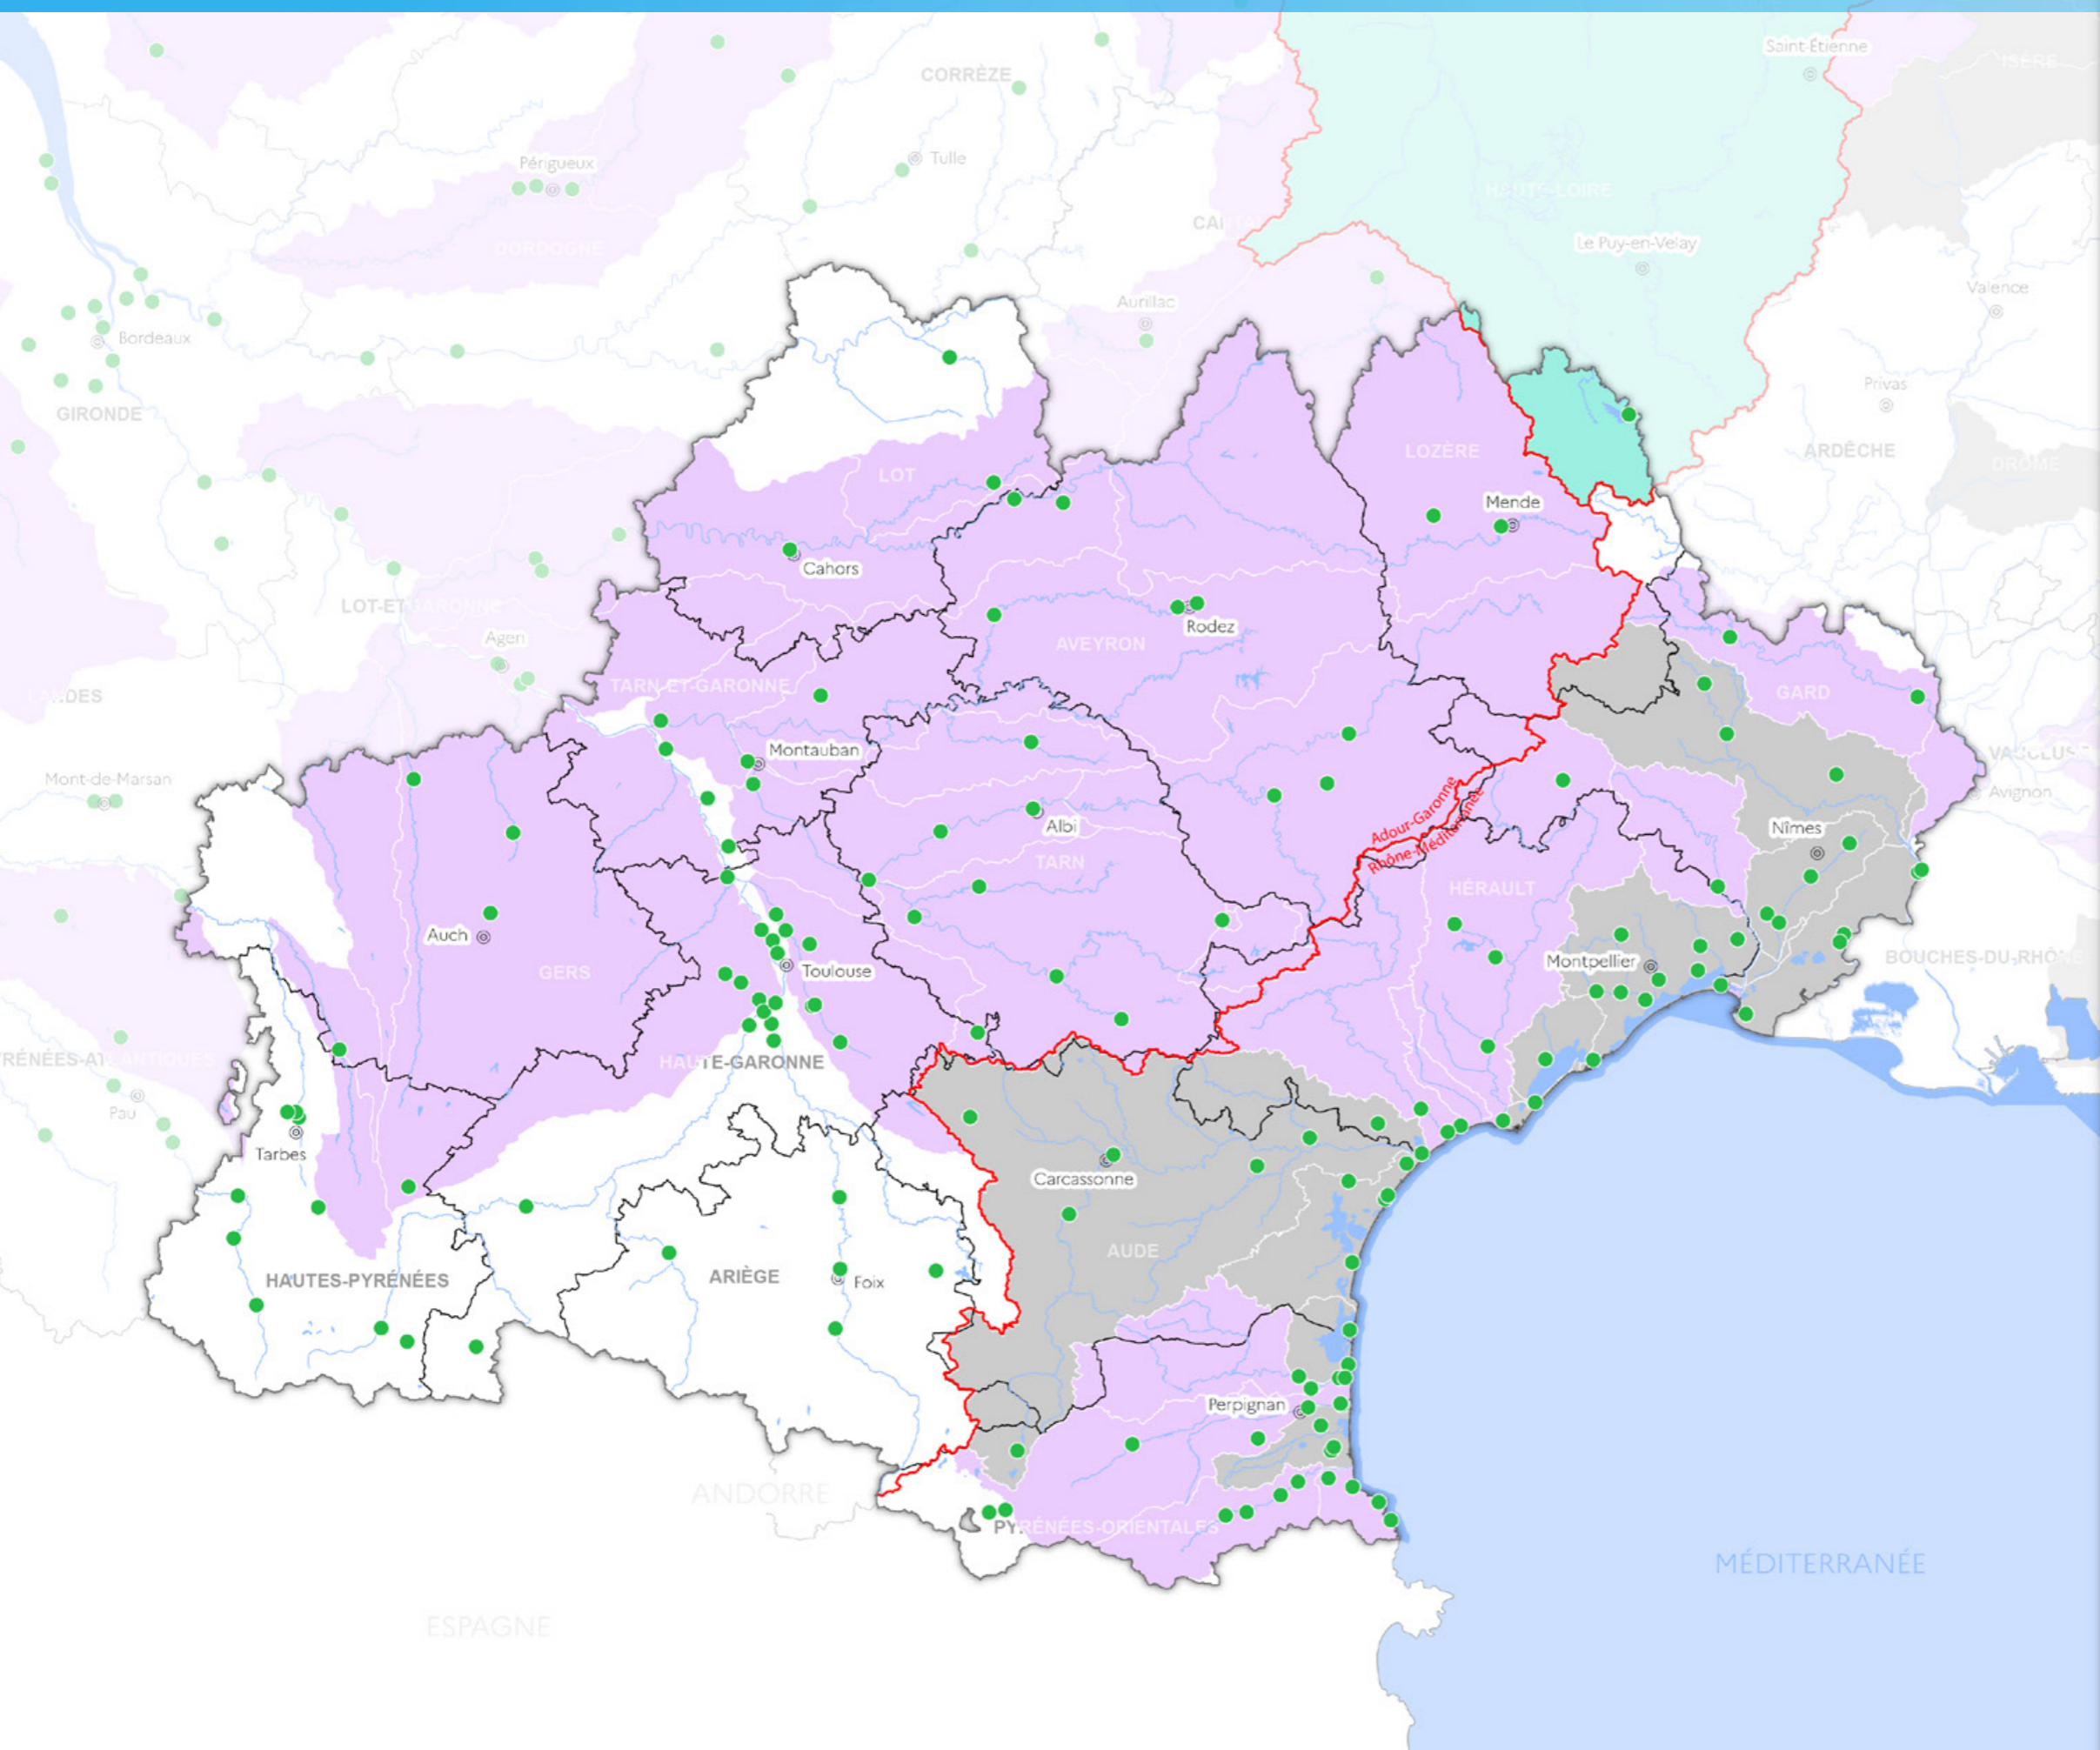 Saint-Étienne
ISÈRE
CORRÈZE
Périgueux
Tulle
HAUTE-LOIRE
DORDOGNE
Le Puy-en-Velay
Valence
Aurillac
Bordeaux
Privas
GIRONDE
ARDÈCHE
LOZÈRE
DRÔME
LOT
Mende
Cahors
LOT-ET-GARONNE
Rodez
Agen
AVEYRON
TARN-ET-GARONNE
GARD
Montauban
Mont-de-Marsan
Avignon
Adour-Garonne
Rhône-Méditerranée
Albi
Nîmes
TARN
HÉRAULT
Auch
GERS
Toulouse
Montpellier
BOUCHES-DU-RHÔNE
HAUTE-GARONNE
Pau
Tarbes
Carcassonne
AUDE
HAUTES-PYRÉNÉES
ARIÈGE
Foix
Perpignan
ANDORRE
PYRÉNÉES-ORIENTALES
MÉDITERRANÉE
ESPAGNE